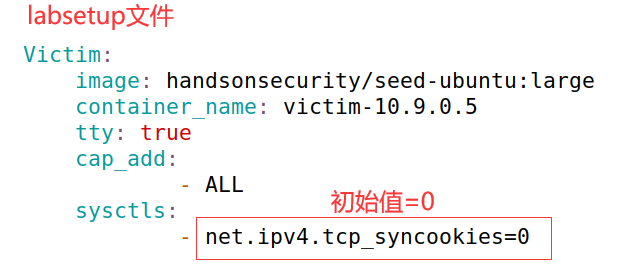 labsetup文件
Victim:
image: handsonsecurity/seed-ubuntu:large
container_name: victim-10.9.0.5
tty: true
cap_add:
- ALL
初始值=0
sysctls:
- net.ipv4.tcp_syncookies=0